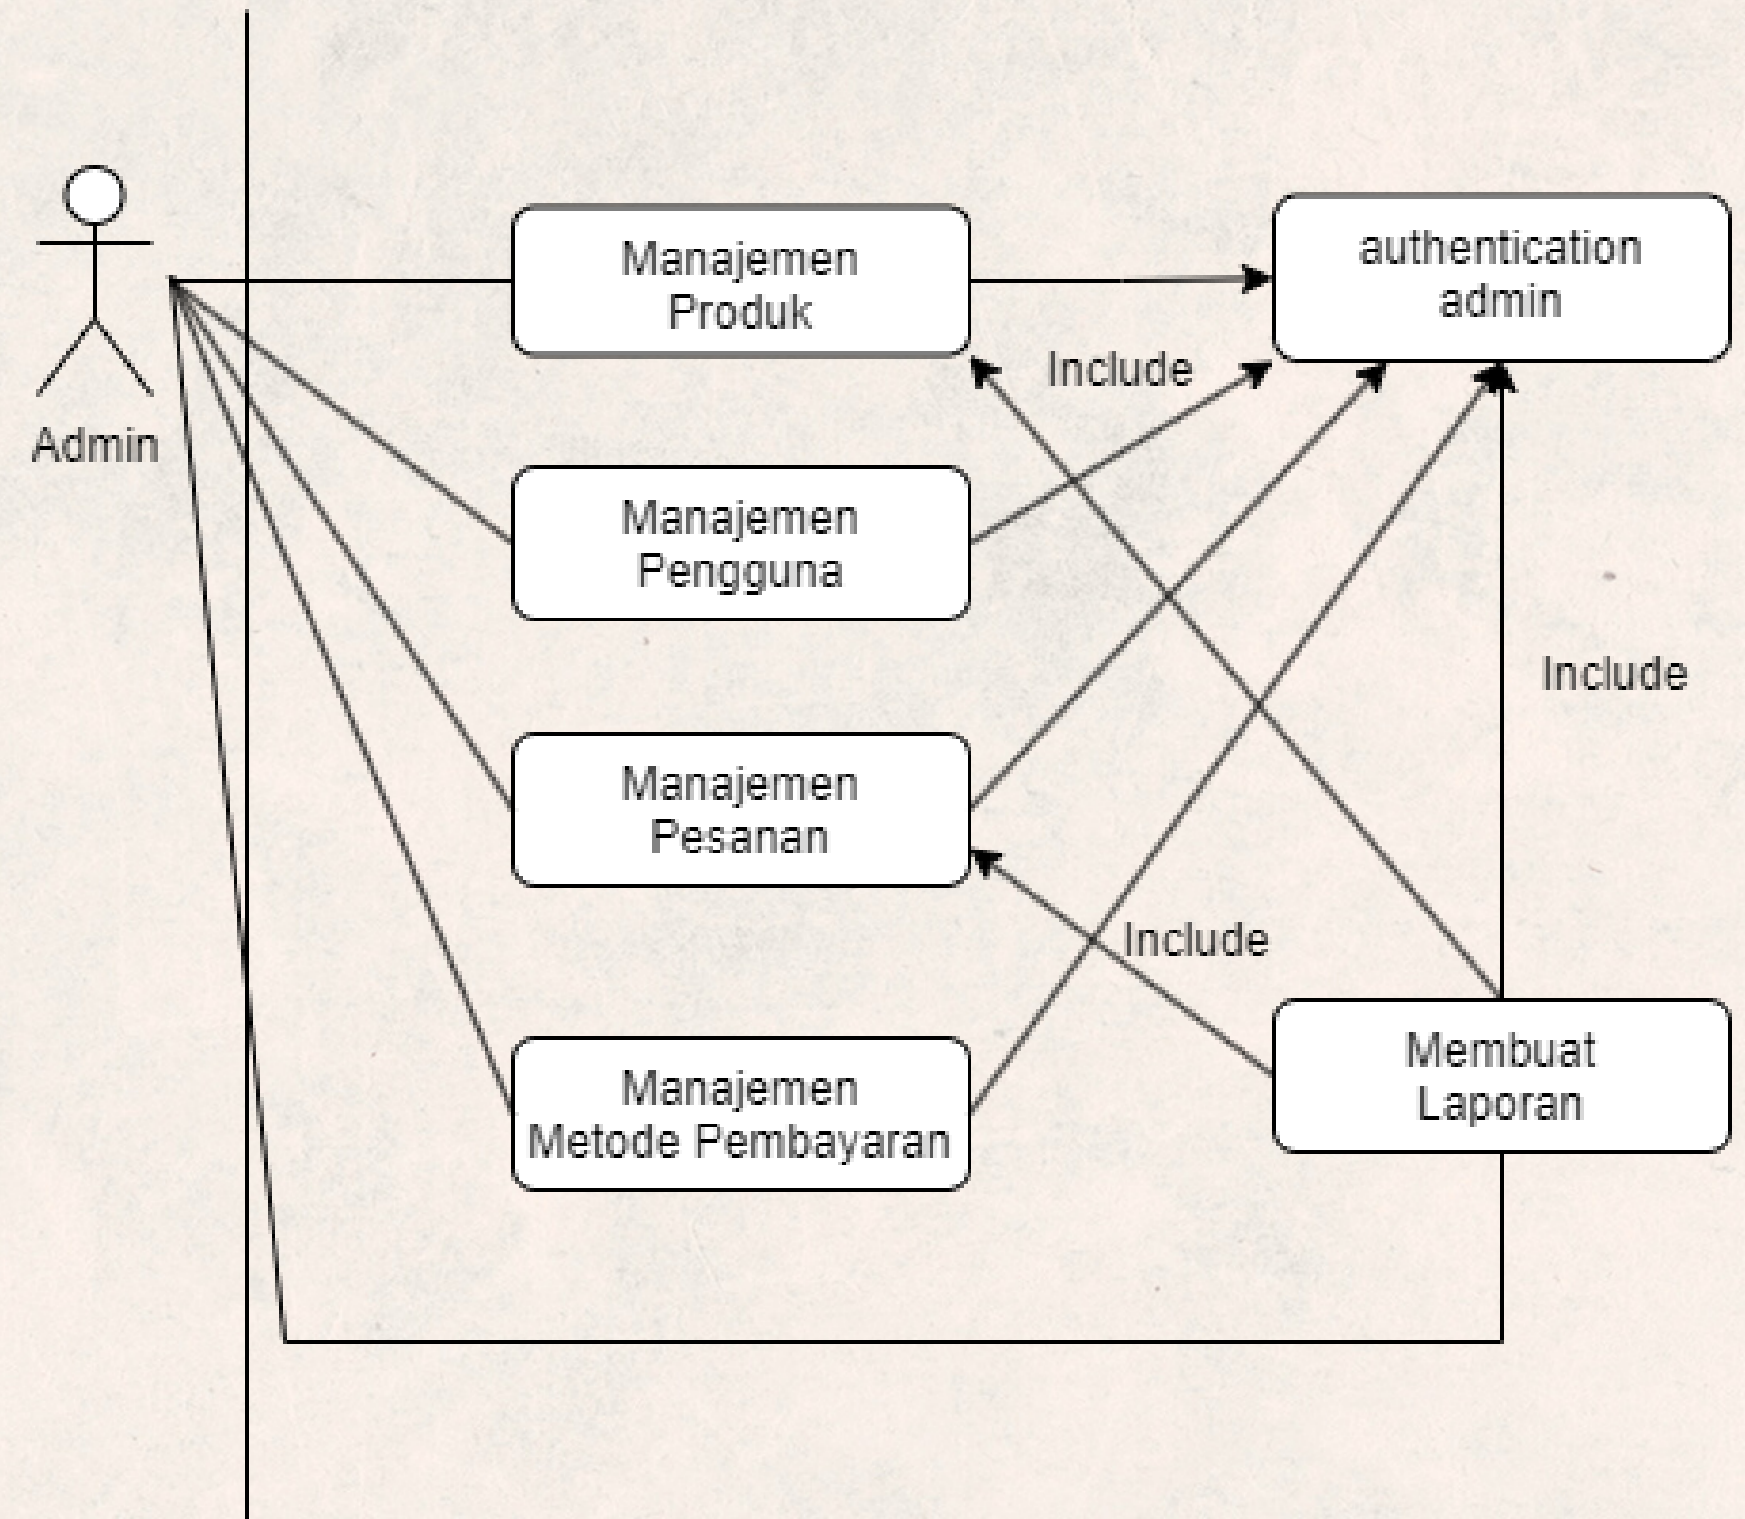 Admin
Manajemen
Produk
authentication
admin
Include
Manajemen
Pengguna
Include
Manajemen
Pesanan
Include
Manajemen
Metode Pembayaran
Membuat
Laporan